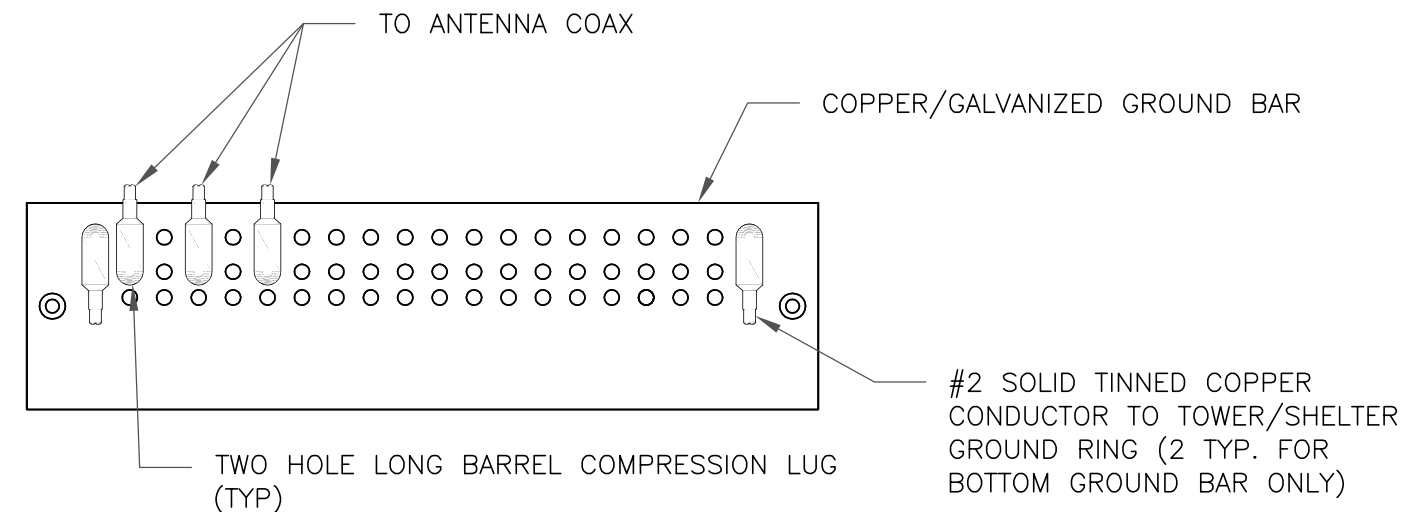 TO ANTENNA COAX
COPPER/GALVANIZED GROUND BAR
#2 SOLID TINNED COPPER
CONDUCTOR TO TOWER/SHELTER
GROUND RING (2 TYP. FOR
BOTTOM GROUND BAR ONLY)
TWO HOLE LONG BARREL COMPRESSION LUG
(TYP)